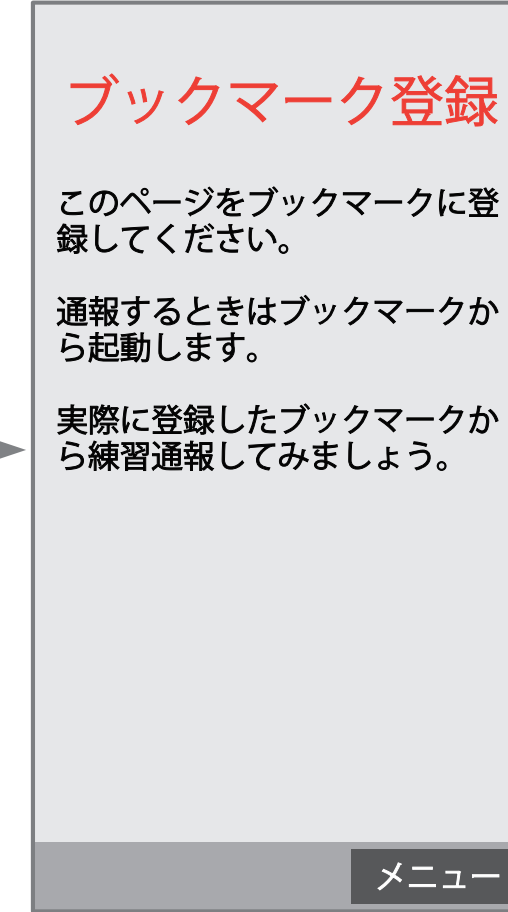 ブックマーク登録
このページをブックマークに登
録してください。
通報するときはブックマークか
ら起動します。
実際に登録したブックマークか
ら練習通報してみましょう。
メニュー